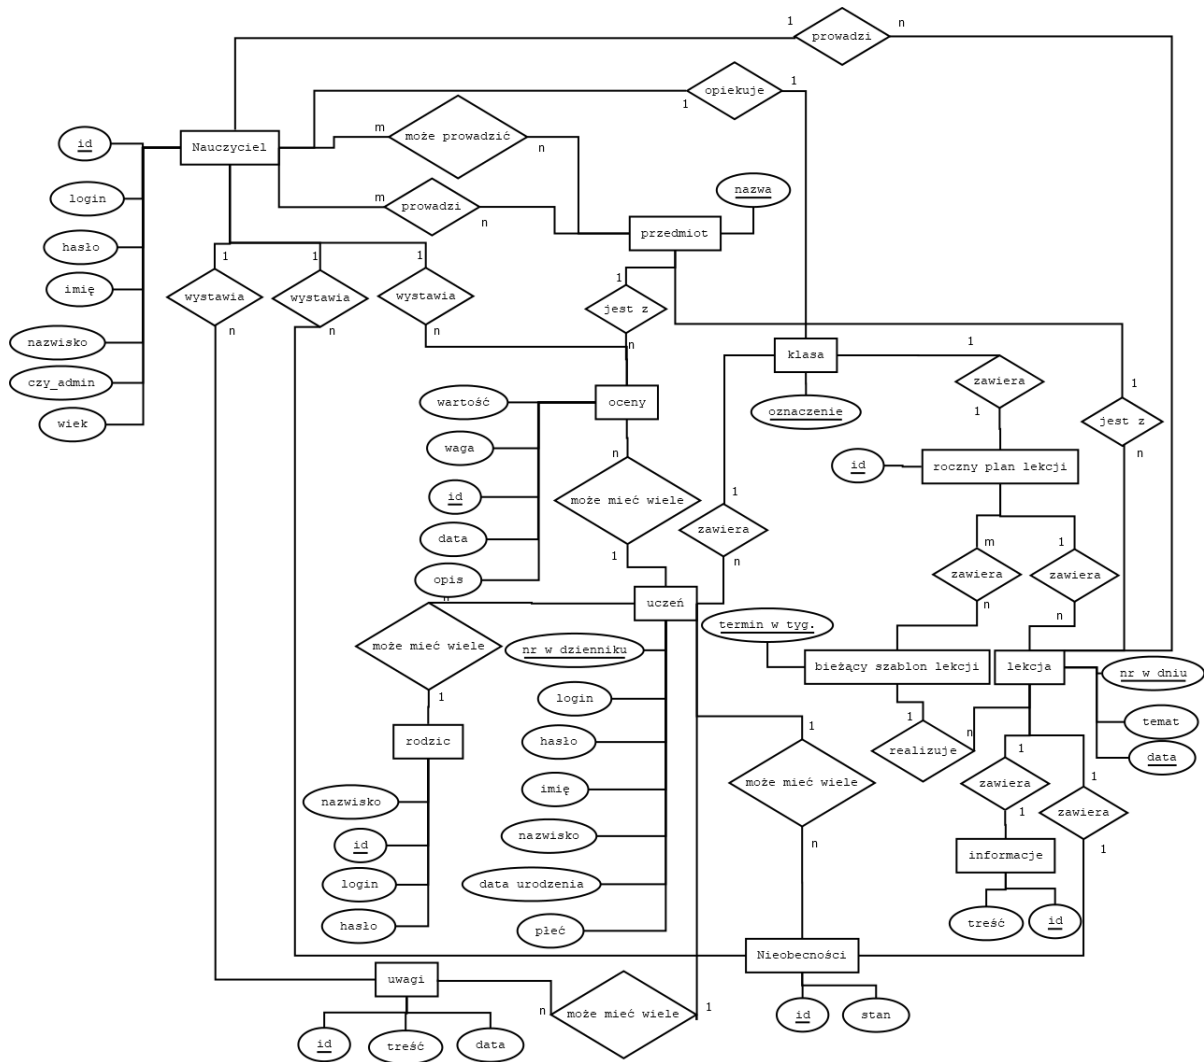 1
prowadzi
n
opiekuje
1
1
m
może prowadzić
n
id
Nauczyciel
login
m
prowadzi
n
nazwa
hasło
przedmiot
imię
1
wystawia
n
1
wystawia
n
1
wystawia
n
1
jest z
n
nazwisko
czy_admin
wiek
klasa
oznaczenie
1
zawiera
1
1
jest z
n
wartość
oceny
waga
id
data
opis
n
może mieć wiele
1
1
zawiera
n
id
roczny plan lekcji
m
zawiera
n
1
zawiera
n
n
może mieć wiele
1
uczeń
termin w tyg.
nr w dzienniku
bieżący szablon lekcji
lekcja
nr w dniu
temat
data
login
hasło
imię
nazwisko
data urodzenia
płeć
rodzic
nazwisko
id
login
hasło
1
może mieć wiele
n
1
realizuje
n
1
zawiera
1
1
zawiera
1
informacje
treść
id
Nieobecności
id
stan
uwagi
id
treść
data
n
może mieć wiele
1